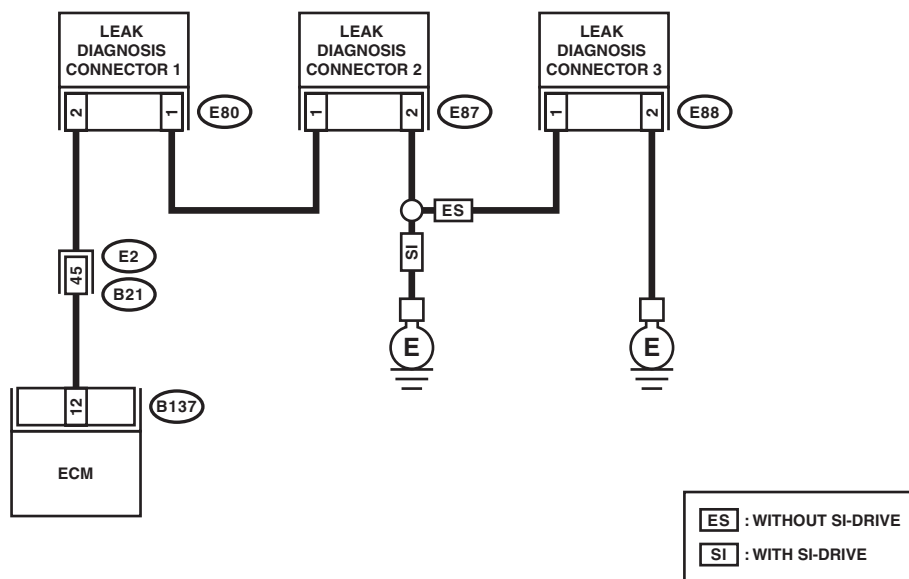 LEAK
DIAGNOSIS
CONNECTOR 1
LEAK
DIAGNOSIS
CONNECTOR 2
LEAK
DIAGNOSIS
CONNECTOR 3
2
1
E80
1
2
E87
1
2
E88
ES
SI
45
E2
B21
E
E
12
B137
ECM
ES : WITHOUT SI-DRIVE
SI : WITH SI-DRIVE